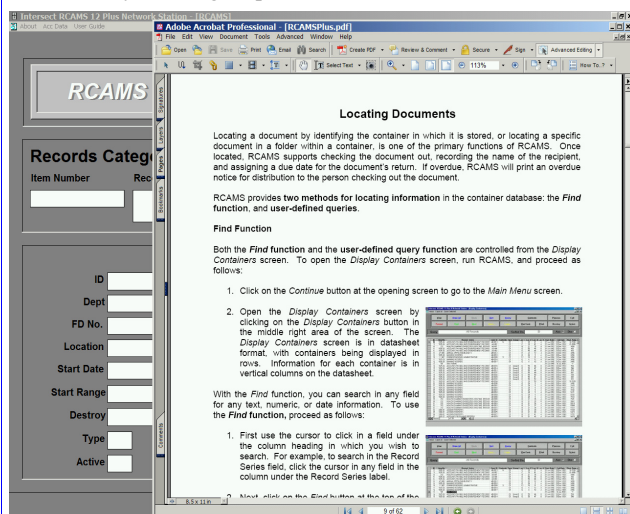 Intersect RCAMS 12 Plus Network Station - [RCAMS]
About Acc Data User Guide
RCAMS
Records Catego
Item Number Rec
ID
Dept
FD No.
Location
Start Date
Start Range
Destroy
Type
Active
Adobe Acrobat Professional - [RCAMSPlus.pdf]
File Edit View Document Tools Advanced Window Help
Open Save Print Email Search Create PDF Review & Comment Secure Sign Advanced Editing
Select Text 113% How To..?
Signatures
Layers
Pages
Bookmarks
Comments
Locating Documents
Locating a document by identifying the container in which it is stored, or locating a specific
document in a folder within a container, is one of the primary functions of RCAMS. Once
located, RCAMS supports checking the document out, recording the name of the recipient,
and assigning a due date for the document's return. If overdue, RCAMS will print an overdue
notice for distribution to the person checking out the document.
RCAMS provides two methods for locating information in the container database: the Find
function, and user-defined queries.
Find Function
Both the Find function and the user-defined query function are controlled from the Display
Containers screen. To open the Display Containers screen, run RCAMS, and proceed as
follows:
1. Click on the Continue button at the opening screen to go to the Main Menu screen.
2. Open the Display Containers screen by
clicking on the Display Containers button in
the middle right area of the screen. The
Display Containers screen is in datasheet
format, with containers being displayed in
rows. Information for each container is in
vertical columns on the datasheet.
With the Find function, you can search in any field
for any text, numeric, or date information. To use
the Find function, proceed as follows:
1. First use the cursor to click in a field under
the column heading in which you wish to
search. For example, to search in the Record
Series field, click the cursor in any field in the
column under the Record Series label.
2. Next, click on the Find button at the top of the
8.5 x 11 in
9 of 62